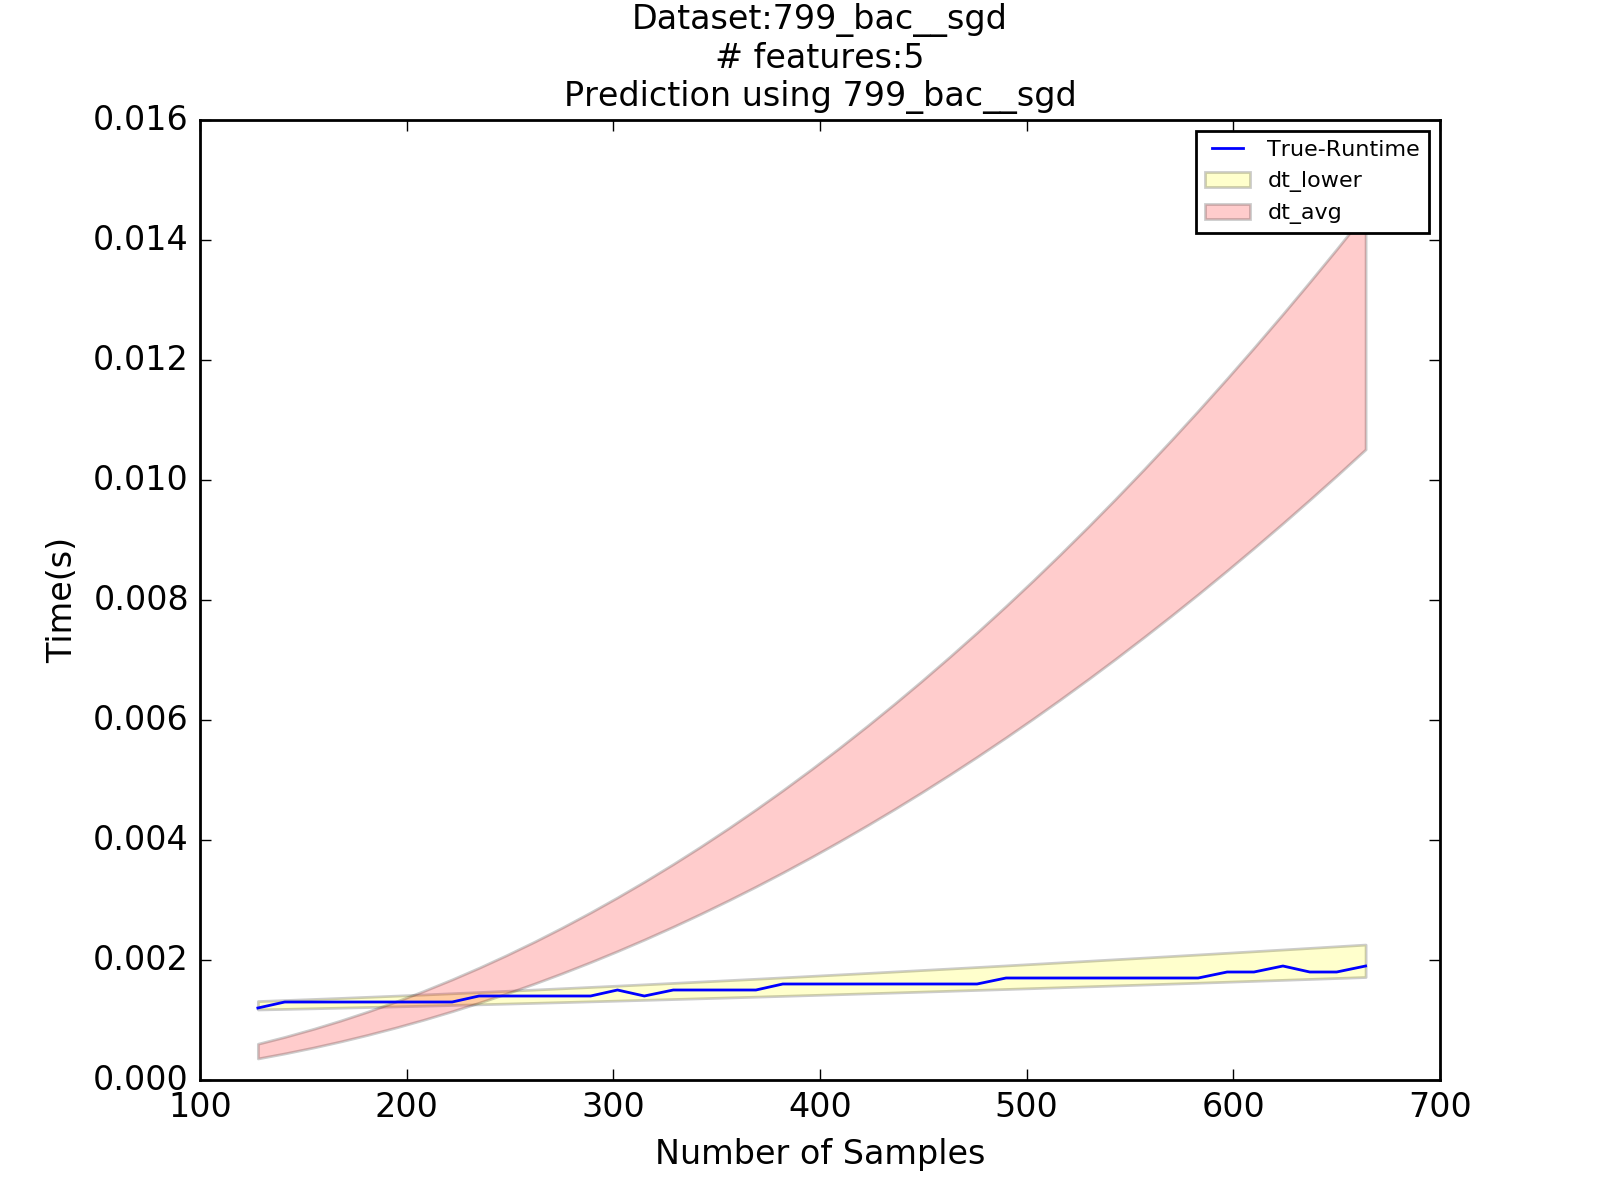 Dataset:799_bac__sgd
# features:5
Prediction using 799_bac__sgd
0.016
0.014
0.012
0.010
0.008
0.006
0.004
0.002
0.000
Time(s)
True-Runtime
dt_lower
dt_avg
100 200 300 400 500 600 700
Number of Samples